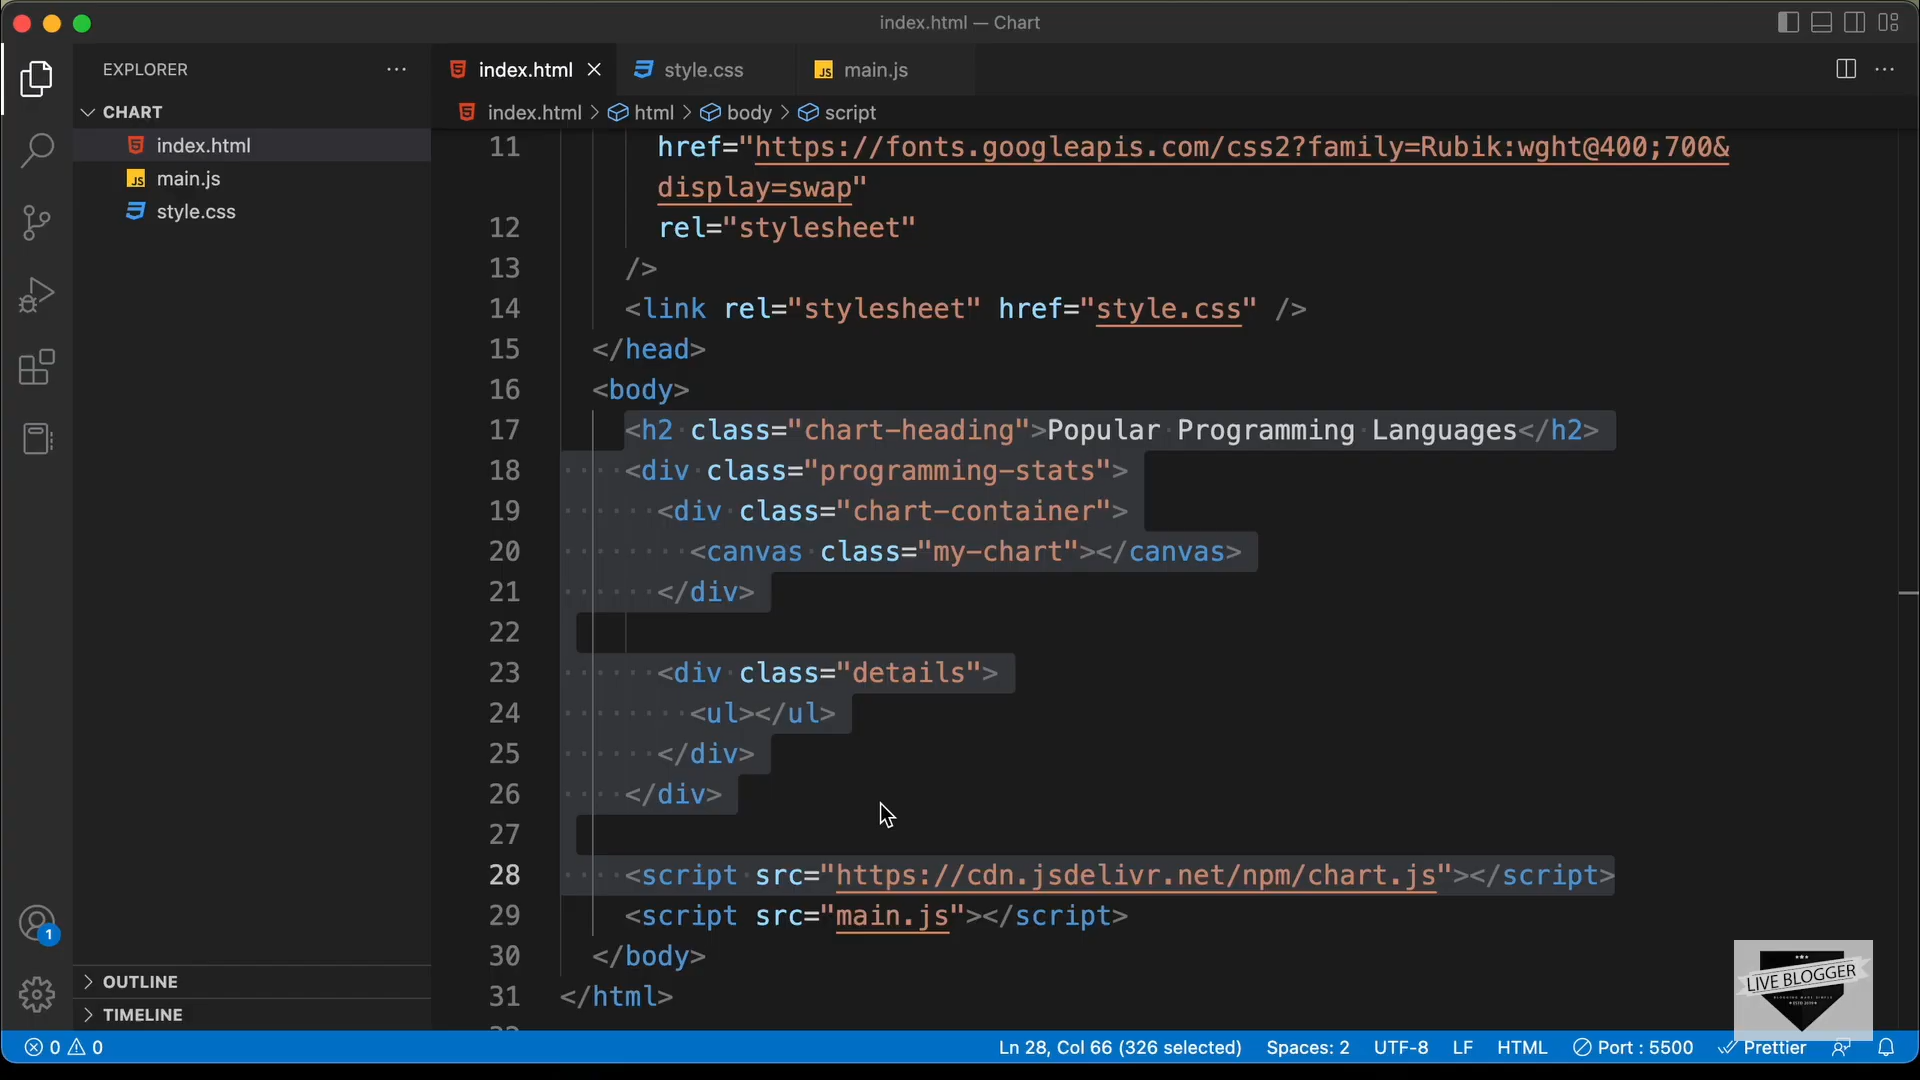 index.html — Chart
EXPLORER
CHART
index.html
main.js
style.css
OUTLINE
TIMELINE
index.html
style.css
JS main.js
index.html > html > body > script
11 href="https://fonts.googleapis.com/css2?family=Rubik:wght@400;700&
display=swap"
12 rel="stylesheet"
13 />
14 <link rel="stylesheet" href="style.css" />
15 </head>
16 <body>
17 <h2 class="chart-heading">Popular Programming Languages</h2>
18 <div class="programming-stats">
19 <div class="chart-container">
20 <canvas class="my-chart"></canvas>
21 </div>
22
23 <div class="details">
24 <ul></ul>
25 </div>
26 </div>
27
28 <script src="https://cdn.jsdelivr.net/npm/chart.js"></script>
29 <script src="main.js"></script>
30 </body>
31 </html>
LIVE BLOGGER
1
0 0
Ln 28, Col 66 (326 selected) Spaces: 2 UTF-8 LF HTML Port : 5500 Prettier